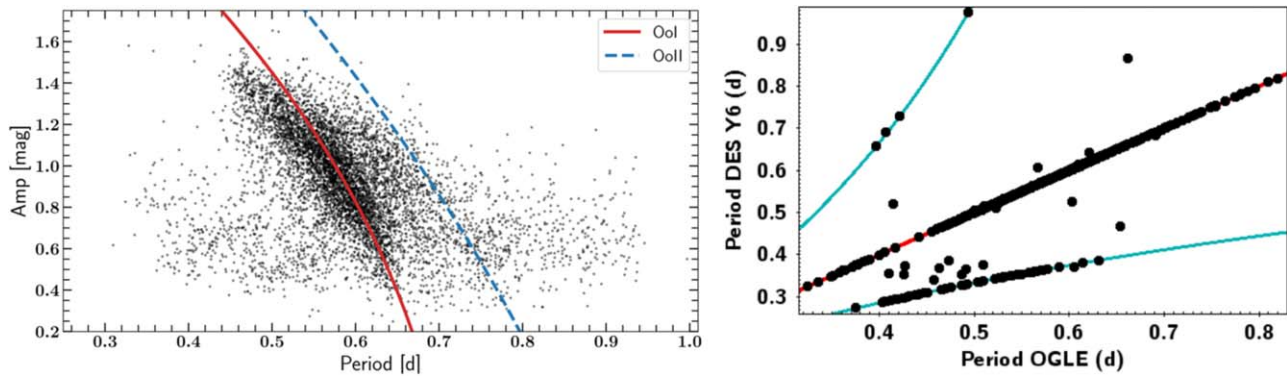 1.6
1.4
1.2
1.0
0.8
0.6
0.4
0.2
Amp [mag]
OoI
OoII
0.3 0.4 0.5 0.6 0.7 0.8 0.9 1.0
Period [d]
0.9
0.8
0.7
0.6
0.5
0.4
0.3
Period DES Y6 (d)
0.4 0.5 0.6 0.7 0.8
Period OGLE (d)